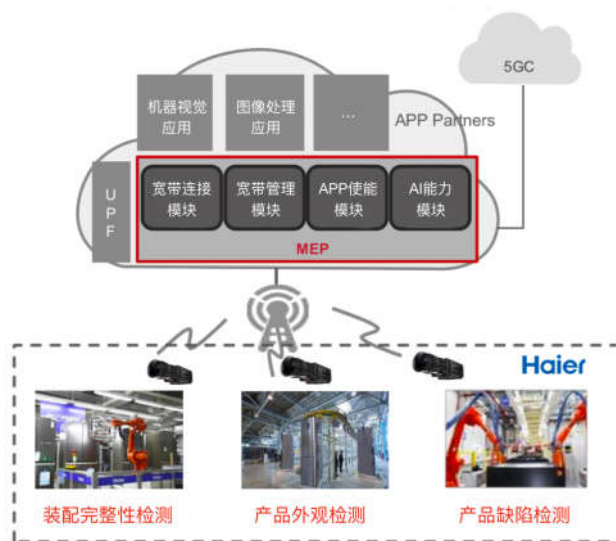 5GC
机器视觉
应用
图像处理
应用
...
APP Partners
UPF
宽带连接
模块
宽带管理
模块
APP使能
模块
AI能力
模块
MEP
Haier
装配完整性检测
产品外观检测
产品缺陷检测